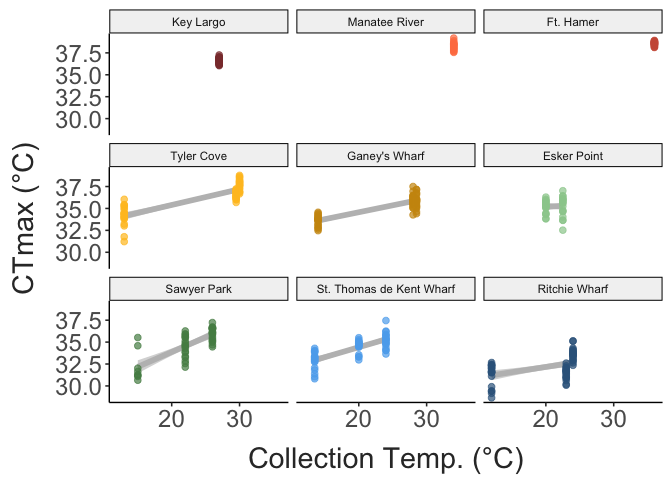 Key Largo
Manatee River
Ft. Hamer
37.5
35.0
32.5
30.0
Tyler Cove
Ganey's Wharf
Esker Point
37.5
35.0
32.5
30.0
Sawyer Park
St. Thomas de Kent Wharf
Ritchie Wharf
37.5
35.0
32.5
30.0
20 30 20 30 20 30
CTmax (°C)
Collection Temp. (°C)